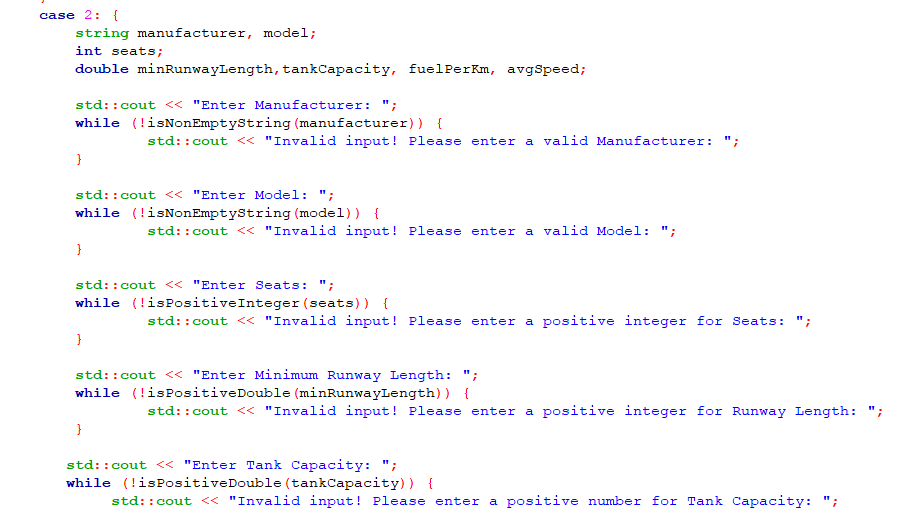 case 2: {
string manufacturer, model;
int seats;
double minRunwayLength,tankCapacity, fuelPerKm, avgSpeed;
std::cout << "Enter Manufacturer: ";
while (!isNonEmptyString(manufacturer)) {
std::cout << "Invalid input! Please enter a valid Manufacturer: ";
}
std::cout << "Enter Model: ";
while (!isNonEmptyString(model)) {
std::cout << "Invalid input! Please enter a valid Model: ";
}
std::cout << "Enter Seats: ";
while (!isPositiveInteger(seats)) {
std::cout << "Invalid input! Please enter a positive integer for Seats: ";
}
std::cout << "Enter Minimum Runway Length: ";
while (!isPositiveDouble(minRunwayLength)) {
std::cout << "Invalid input! Please enter a positive integer for Runway Length: ";
}
std::cout << "Enter Tank Capacity: ";
while (!isPositiveDouble(tankCapacity)) {
std::cout << "Invalid input! Please enter a positive number for Tank Capacity: ";